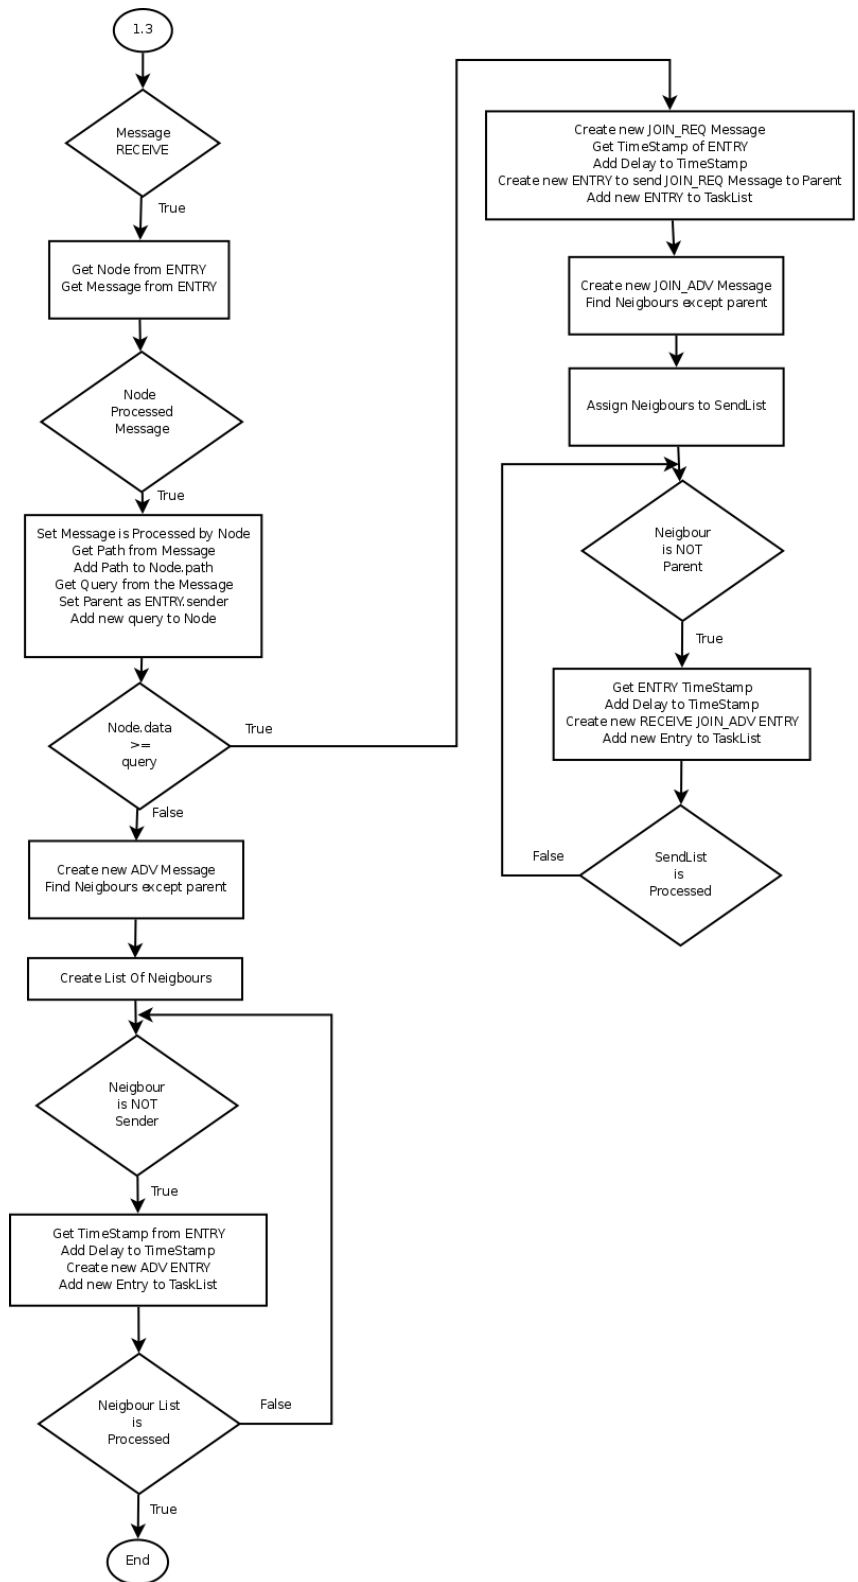 1.3
Message
RECEIVE
True
Get Node from ENTRY
Get Message from ENTRY
Node
Processed
Message
True
Set Message is Processed by Node
Get Path from Message
Add Path to Node.path
Get Query from the Message
Set Parent as ENTRY.sender
Add new query to Node
Node.data
>=
query
True
False
Create new ADV Message
Find Neigbours except parent
Create List Of Neigbours
Neigbour
is NOT
Sender
True
Get TimeStamp from ENTRY
Add Delay to TimeStamp
Create new ADV ENTRY
Add new Entry to TaskList
Neigbour List
is
Processed
False
True
End
Create new JOIN_REQ Message
Get TimeStamp of ENTRY
Add Delay to TimeStamp
Create new ENTRY to send JOIN_REQ Message to Parent
Add new ENTRY to TaskList
Create new JOIN_ADV Message
Find Neigbours except parent
Assign Neigbours to SendList
Neigbour
is NOT
Parent
True
Get ENTRY TimeStamp
Add Delay to TimeStamp
Create new RECEIVE JOIN_ADV ENTRY
Add new Entry to TaskList
False
SendList
is
Processed